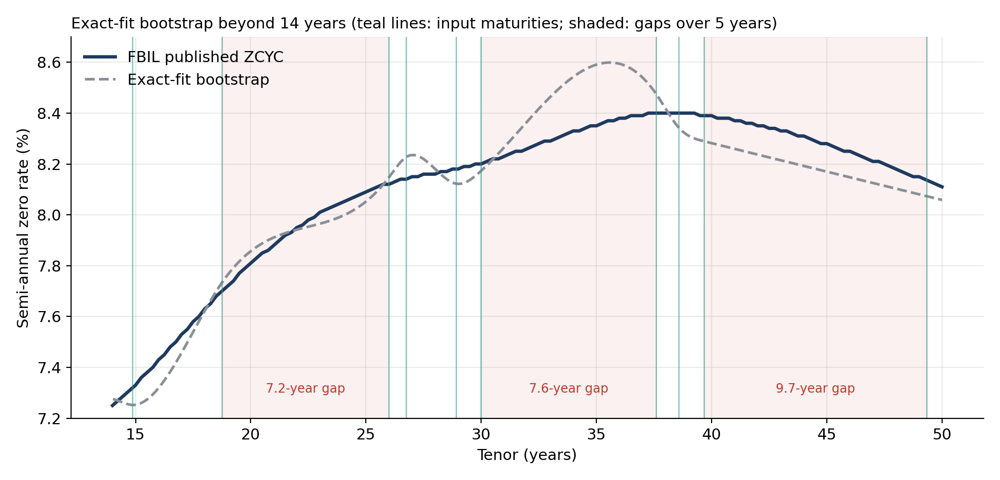 Exact-fit bootstrap beyond 14 years (teal lines: input maturities; shaded: gaps over 5 years)
FBIL published ZCYC
Exact-fit bootstrap
Semi-annual zero rate (%)
8.6
8.4
8.2
8.0
7.8
7.6
7.4
7.2
7.2-year gap
7.6-year gap
9.7-year gap
15
20
25
30
35
40
45
50
Tenor (years)